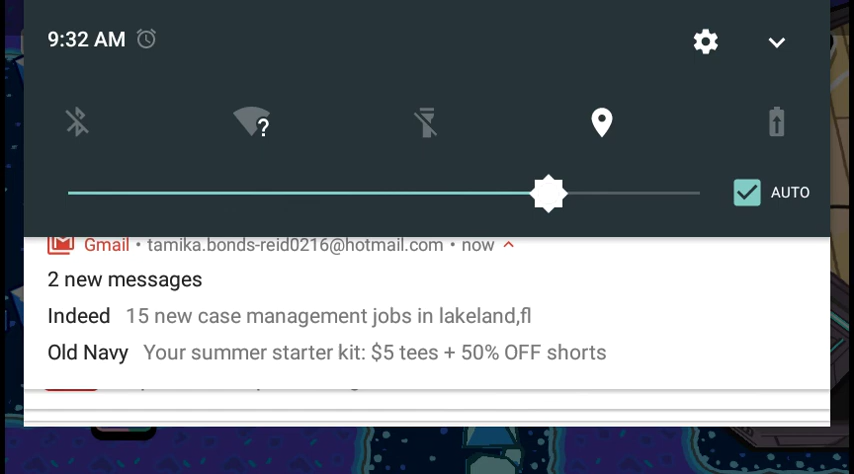 9:32 AM
?
AUTO
Gmail • tamika.bonds-reid0216@hotmail.com • now
2 new messages
Indeed 15 new case management jobs in lakeland,fl
Old Navy Your summer starter kit: $5 tees + 50% OFF shorts